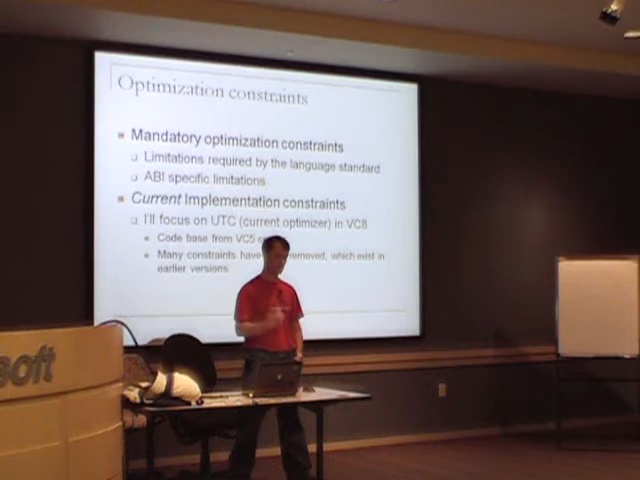 Optimization constraints
Mandatory optimization constraints
Limitations required by the language standard
ABI specific limitations
Current Implementation constraints
I'll focus on UTC (current optimizer) in VC8
Code base from VC5
Many constraints have removed, which exist in
earlier versions
soft